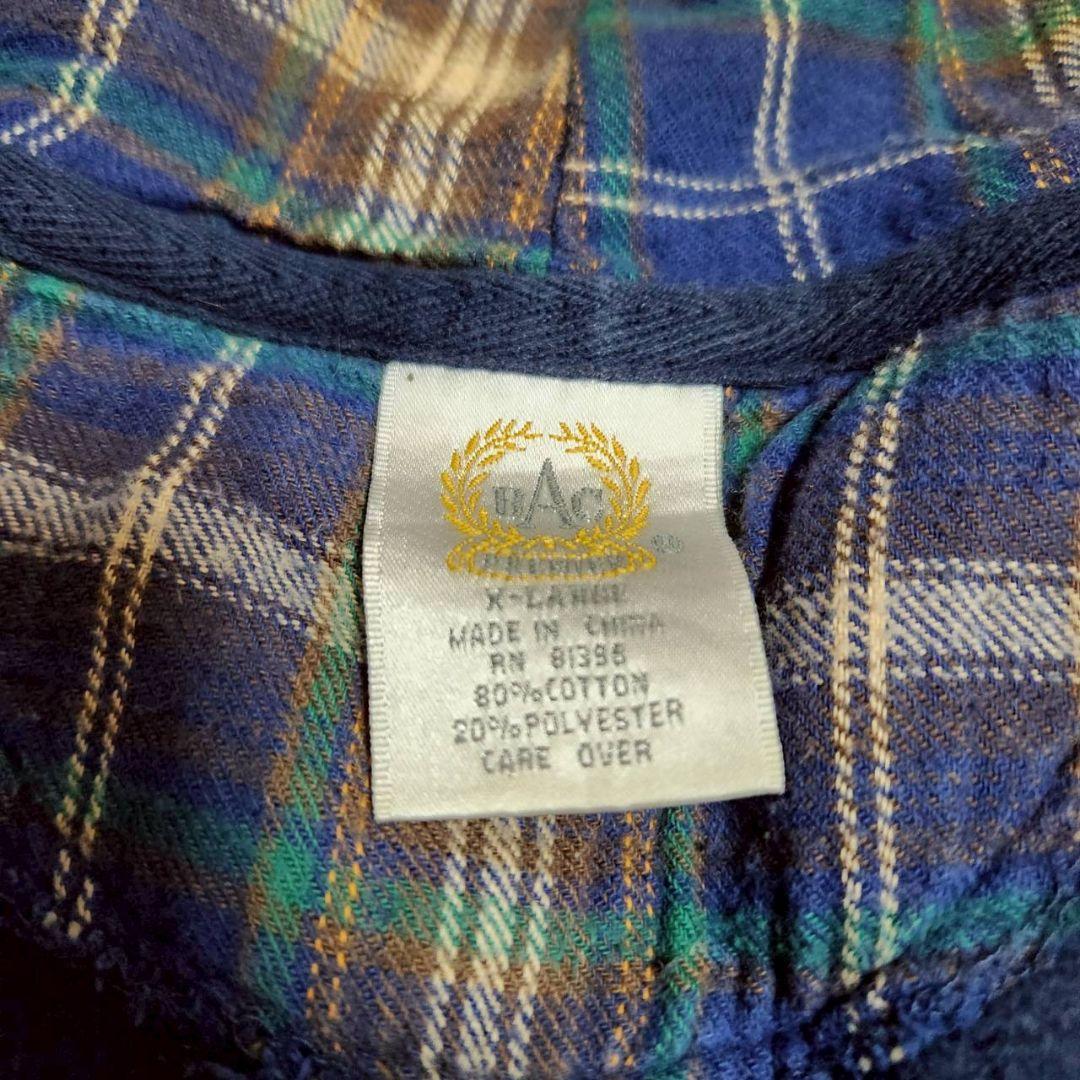 BAC
X-LARGE
MADE IN CHINA
RN 81396
80%COTTON
20%POLYESTER
CARE OVER